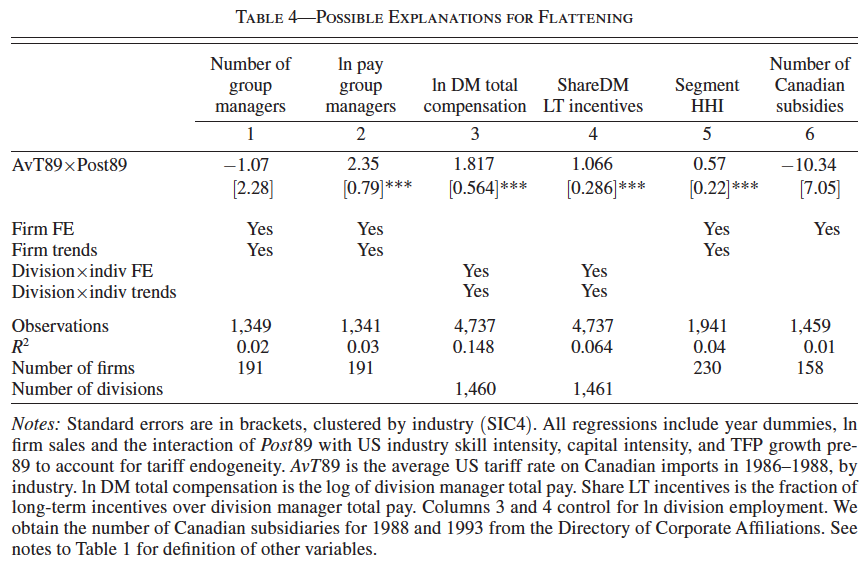 TABLE 4—POSSIBLE EXPLANATIONS FOR FLATTENING
Number of group managers ln pay group managers ln DM total compensation ShareDM LT incentives Segment HHI Number of Canadian subsidies
1 2 3 4 5 6
AvT89×Post89 −1.07 2.35 1.817 1.066 0.57 −10.34
[2.28] [0.79]*** [0.564]*** [0.286]*** [0.22]*** [7.05]
Firm FE Yes Yes Yes Yes
Firm trends Yes Yes Yes
Division×indiv FE Yes Yes
Division×indiv trends Yes Yes
Observations 1,349 1,341 4,737 4,737 1,941 1,459
R² 0.02 0.03 0.148 0.064 0.04 0.01
Number of firms 191 191 230 158
Number of divisions 1,460 1,461
Notes: Standard errors are in brackets, clustered by industry (SIC4). All regressions include year dummies, ln
firm sales and the interaction of Post89 with US industry skill intensity, capital intensity, and TFP growth pre-
89 to account for tariff endogeneity. AvT89 is the average US tariff rate on Canadian imports in 1986–1988, by
industry. ln DM total compensation is the log of division manager total pay. Share LT incentives is the fraction of
long-term incentives over division manager total pay. Columns 3 and 4 control for ln division employment. We
obtain the number of Canadian subsidiaries for 1988 and 1993 from the Directory of Corporate Affiliations. See
notes to Table 1 for definition of other variables.